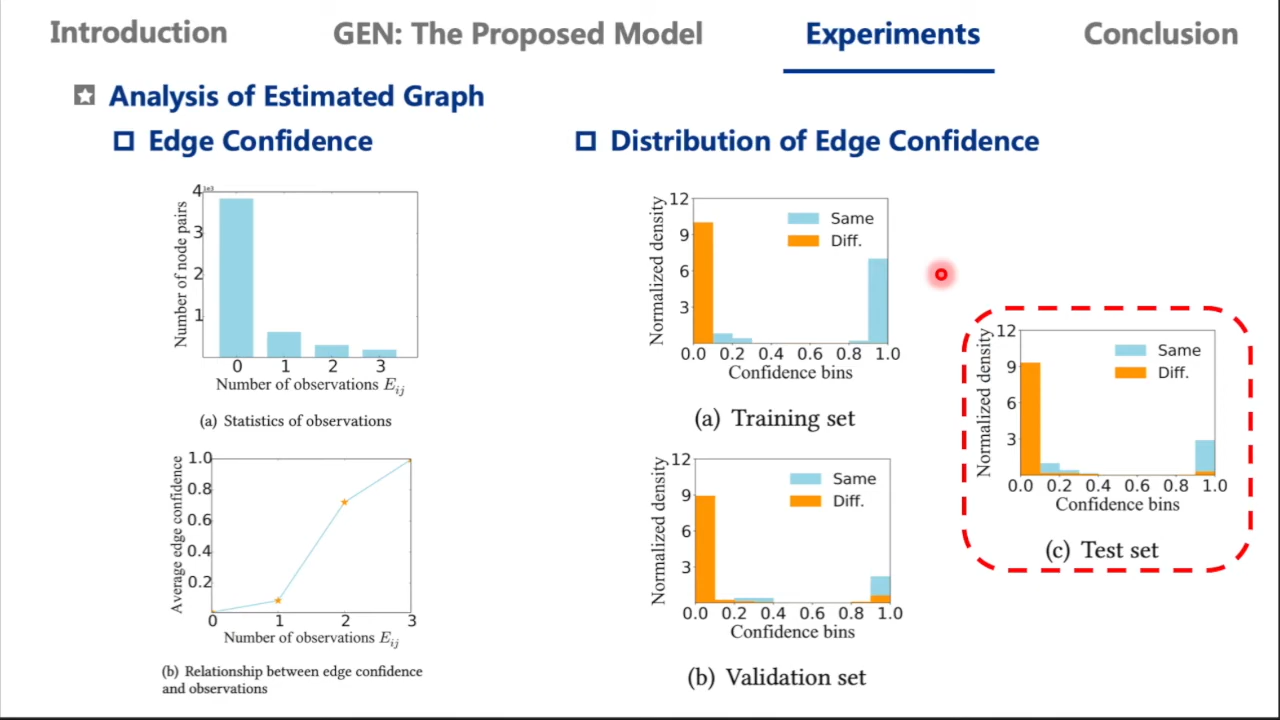 Introduction
GEN: The Proposed Model
Experiments
Conclusion
Analysis of Estimated Graph
Edge Confidence
Distribution of Edge Confidence
4 1e3
3
2
1
Number of node pairs
0 1 2 3
Number of observations E_ij
(a) Statistics of observations
1.0
0.8
0.6
0.4
0.2
Average edge confidence
0 1 2 3
Number of observations E_ij
(b) Relationship between edge confidence
and observations
12
9
6
3
Normalized density
Same
Diff.
0.0 0.2 0.4 0.6 0.8 1.0
Confidence bins
(a) Training set
12
9
6
3
Normalized density
Same
Diff.
0.0 0.2 0.4 0.6 0.8 1.0
Confidence bins
(b) Validation set
12
9
6
3
Normalized density
Same
Diff.
0.0 0.2 0.4 0.6 0.8 1.0
Confidence bins
(c) Test set